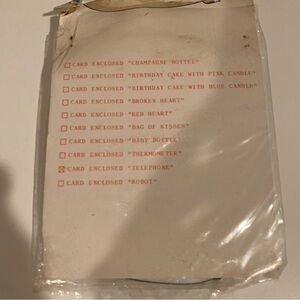 ☐ CARD ENCLOSED "CHAMPAGNE BOTTLE"
☐ CARD ENCLOSED "BIRTHDAY CAKE WITH PINK CANDLE"
☐ CARD ENCLOSED "BIRTHDAY CAKE WITH BLUE CANDLE"
☐ CARD ENCLOSED "BROKEN HEART"
☐ CARD ENCLOSED "RED HEART"
☐ CARD ENCLOSED "BAG OF KISSES"
☐ CARD ENCLOSED "BABY BOTTLE"
☐ CARD ENCLOSED "THERMOMETER"
☒ CARD ENCLOSED "TELEPHONE"
☐ CARD ENCLOSED "ROBOT"